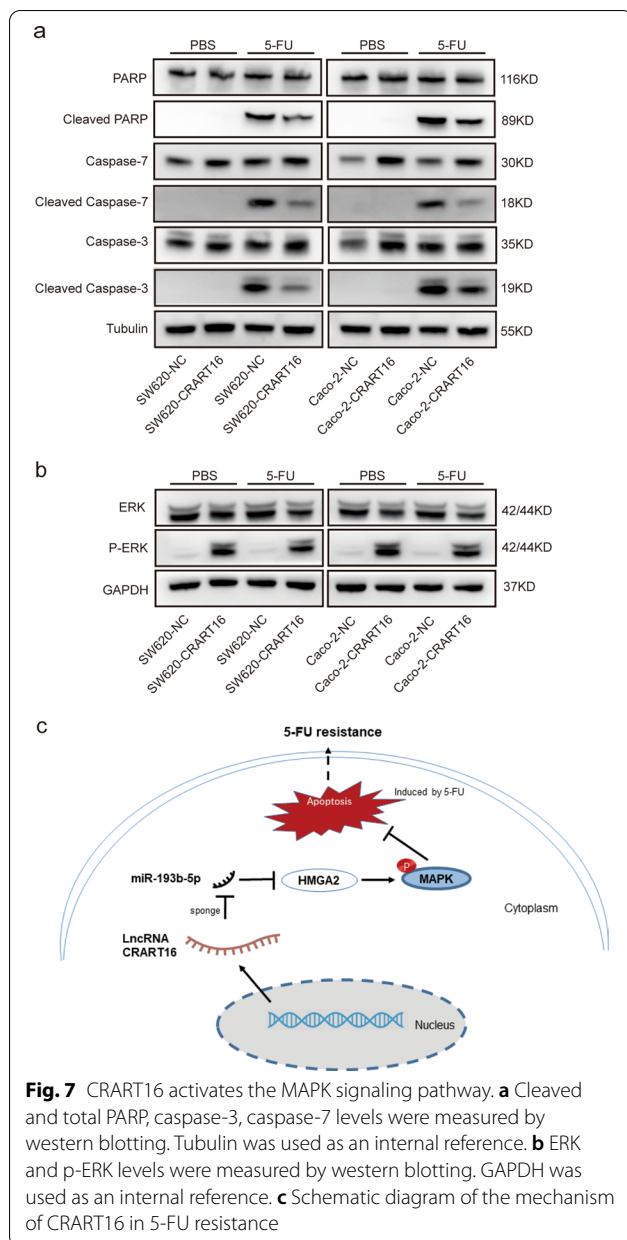 a
PBS 5-FU PBS 5-FU
PARP 116KD
Cleaved PARP 89KD
Caspase-7 30KD
Cleaved Caspase-7 18KD
Caspase-3 35KD
Cleaved Caspase-3 19KD
Tubulin 55KD
SW620-NC SW620-CRART16 SW620-NC SW620-CRART16 Caco-2-NC Caco-2-CRART16 Caco-2-NC Caco-2-CRART16
b
PBS 5-FU PBS 5-FU
ERK 42/44KD
P-ERK 42/44KD
GAPDH 37KD
SW620-NC SW620-CRART16 SW620-NC SW620-CRART16 Caco-2-NC Caco-2-CRART16 Caco-2-NC Caco-2-CRART16
c
5-FU resistance
Apoptosis Induced by 5-FU
P
miR-193b-5p HMGA2 MAPK
sponge Cytoplasm
LncRNA
CRART16
Nucleus
Fig. 7 CRART16 activates the MAPK signaling pathway. a Cleaved
and total PARP, caspase-3, caspase-7 levels were measured by
western blotting. Tubulin was used as an internal reference. b ERK
and p-ERK levels were measured by western blotting. GAPDH was
used as an internal reference. c Schematic diagram of the mechanism
of CRART16 in 5-FU resistance